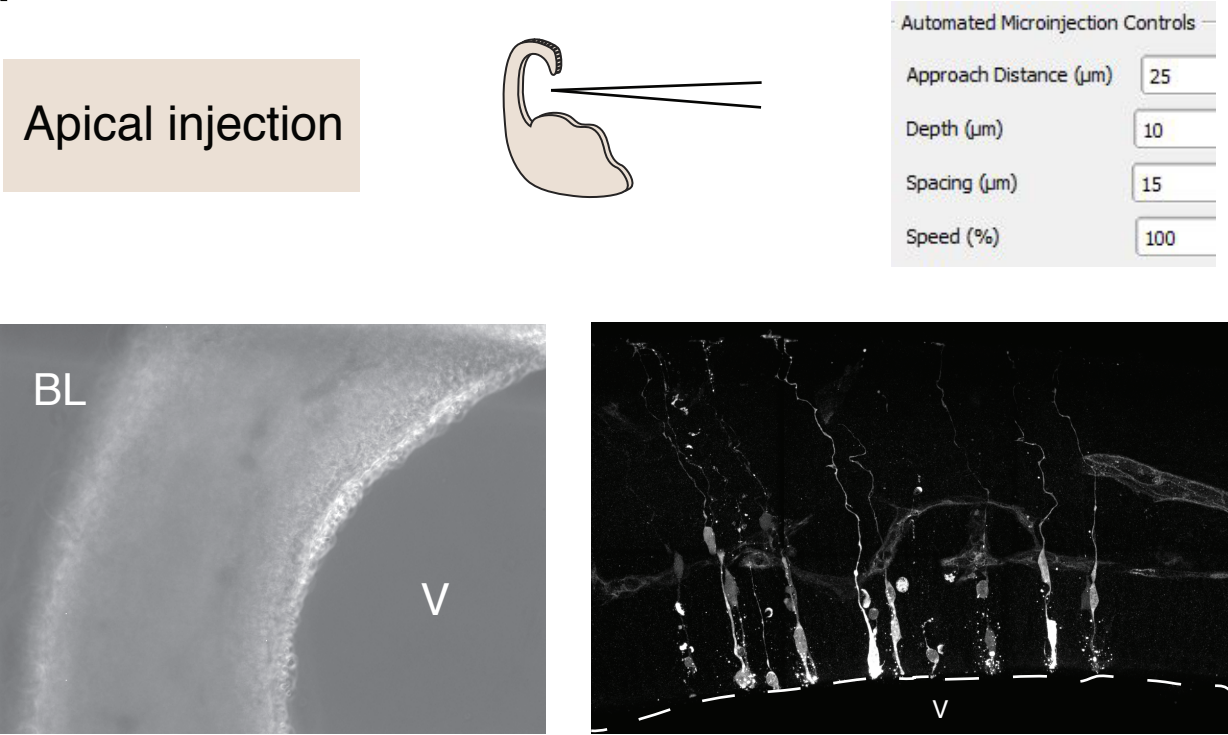 Apical injection
Automated Microinjection Controls
Approach Distance (µm) 25
Depth (µm) 10
Spacing (µm) 15
Speed (%) 100
BL
V
V